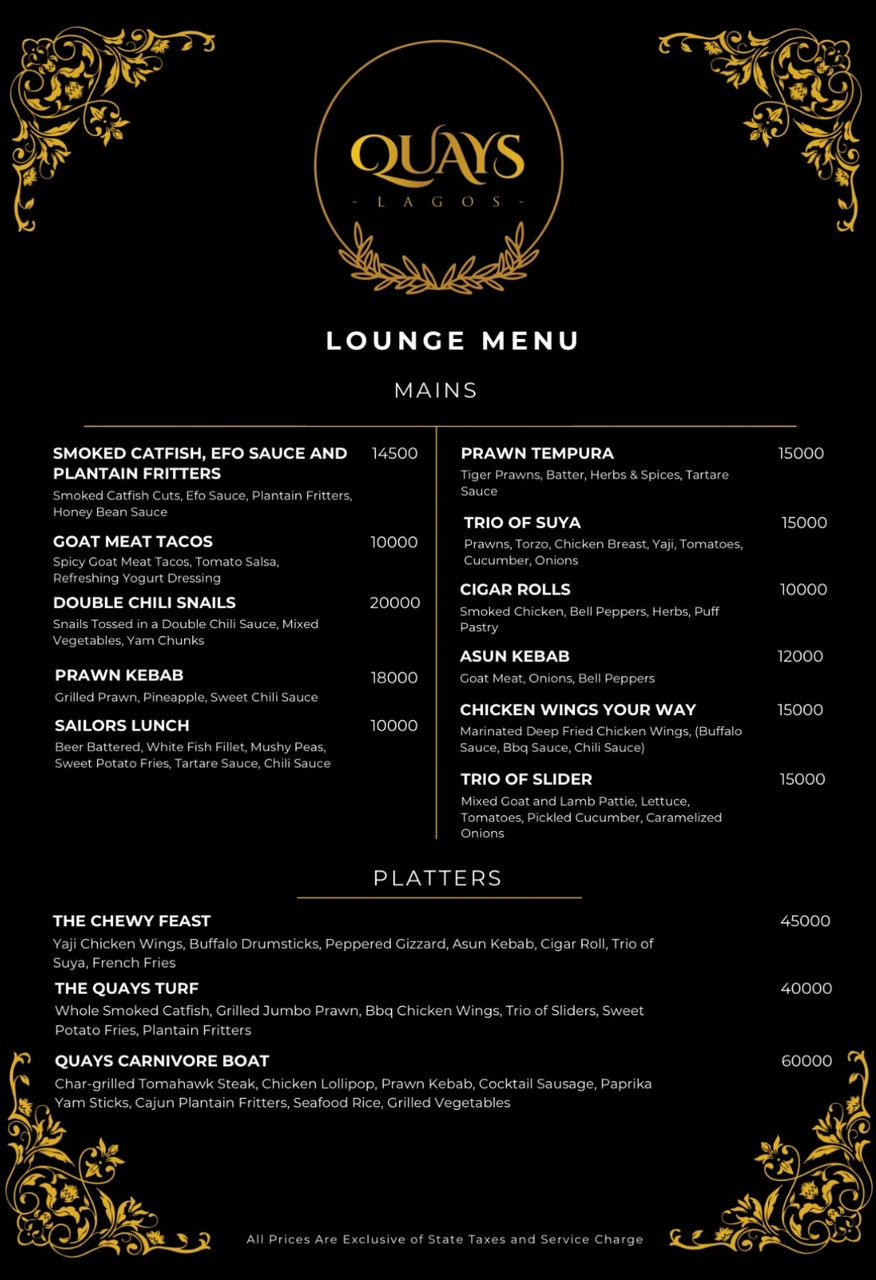 QUAYS
- LAGOS -
LOUNGE MENU
MAINS
SMOKED CATFISH, EFO SAUCE AND 14500
PLANTAIN FRITTERS
Smoked Catfish Cuts, Efo Sauce, Plantain Fritters,
Honey Bean Sauce
GOAT MEAT TACOS 10000
Spicy Goat Meat Tacos, Tomato Salsa,
Refreshing Yogurt Dressing
DOUBLE CHILI SNAILS 20000
Snails Tossed in a Double Chili Sauce, Mixed
Vegetables, Yam Chunks
PRAWN KEBAB 18000
Grilled Prawn, Pineapple, Sweet Chili Sauce
SAILORS LUNCH 10000
Beer Battered, White Fish Fillet, Mushy Peas,
Sweet Potato Fries, Tartare Sauce, Chili Sauce
PRAWN TEMPURA 15000
Tiger Prawns, Batter, Herbs & Spices, Tartare
Sauce
TRIO OF SUYA 15000
Prawns, Torzo, Chicken Breast, Yaji, Tomatoes,
Cucumber, Onions
CIGAR ROLLS 10000
Smoked Chicken, Bell Peppers, Herbs, Puff
Pastry
ASUN KEBAB 12000
Goat Meat, Onions, Bell Peppers
CHICKEN WINGS YOUR WAY 15000
Marinated Deep Fried Chicken Wings, (Buffalo
Sauce, Bbq Sauce, Chili Sauce)
TRIO OF SLIDER 15000
Mixed Goat and Lamb Pattie, Lettuce,
Tomatoes, Pickled Cucumber, Caramelized
Onions
PLATTERS
THE CHEWY FEAST 45000
Yaji Chicken Wings, Buffalo Drumsticks, Peppered Gizzard, Asun Kebab, Cigar Roll, Trio of
Suya, French Fries
THE QUAYS TURF 40000
Whole Smoked Catfish, Grilled Jumbo Prawn, Bbq Chicken Wings, Trio of Sliders, Sweet
Potato Fries, Plantain Fritters
QUAYS CARNIVORE BOAT 60000
Char-grilled Tomahawk Steak, Chicken Lollipop, Prawn Kebab, Cocktail Sausage, Paprika
Yam Sticks, Cajun Plantain Fritters, Seafood Rice, Grilled Vegetables
All Prices Are Exclusive of State Taxes and Service Charge